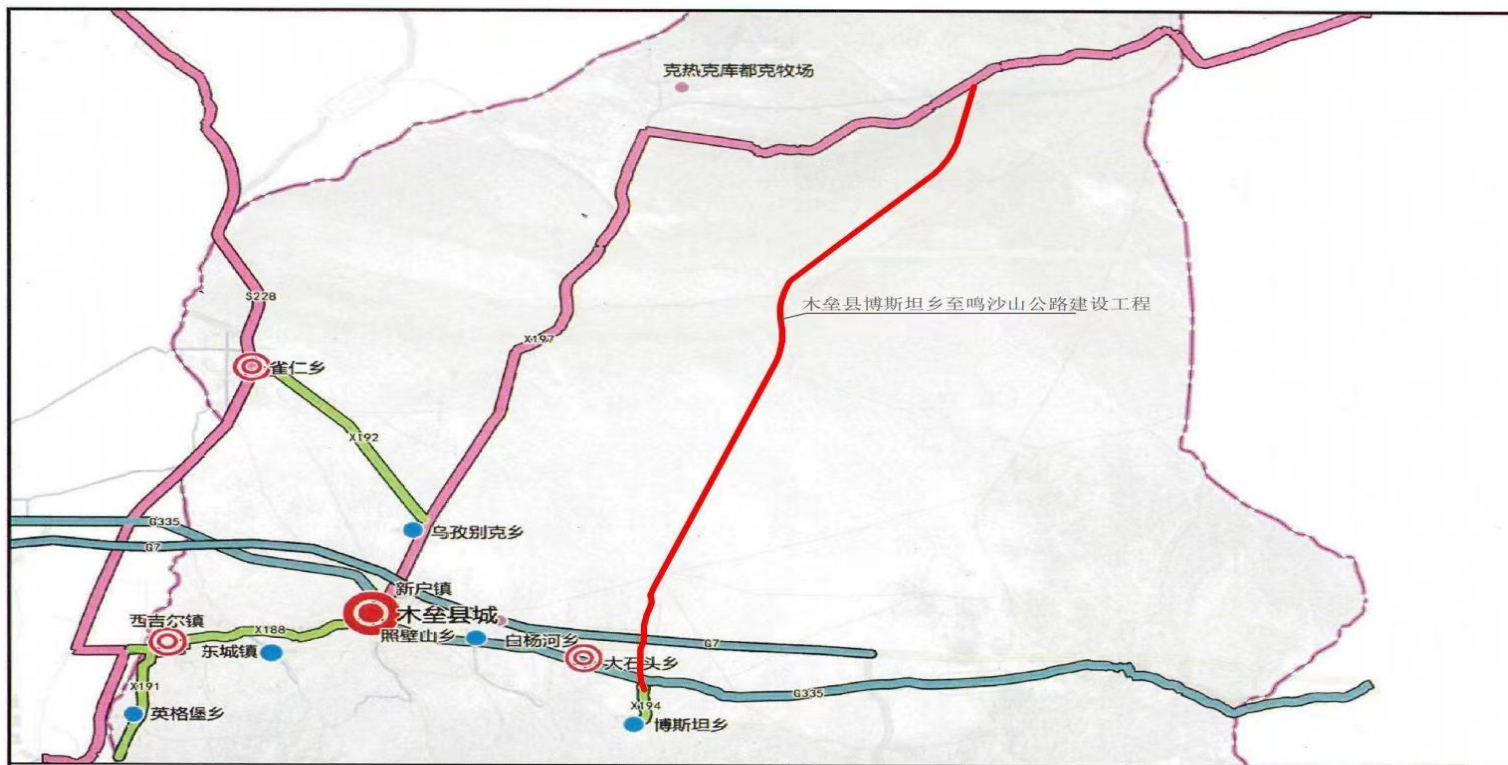 克热克库都克牧场
S228
木垒县博斯坦乡至鸣沙山公路建设工程
X197
雀仁乡
X192
G335
乌孜别克乡
G7
新户镇
木垒县城
西吉尔镇
X188
照壁山乡
白杨河乡
G7
东城镇
大石头乡
X191
G335
X194
英格堡乡
博斯坦乡